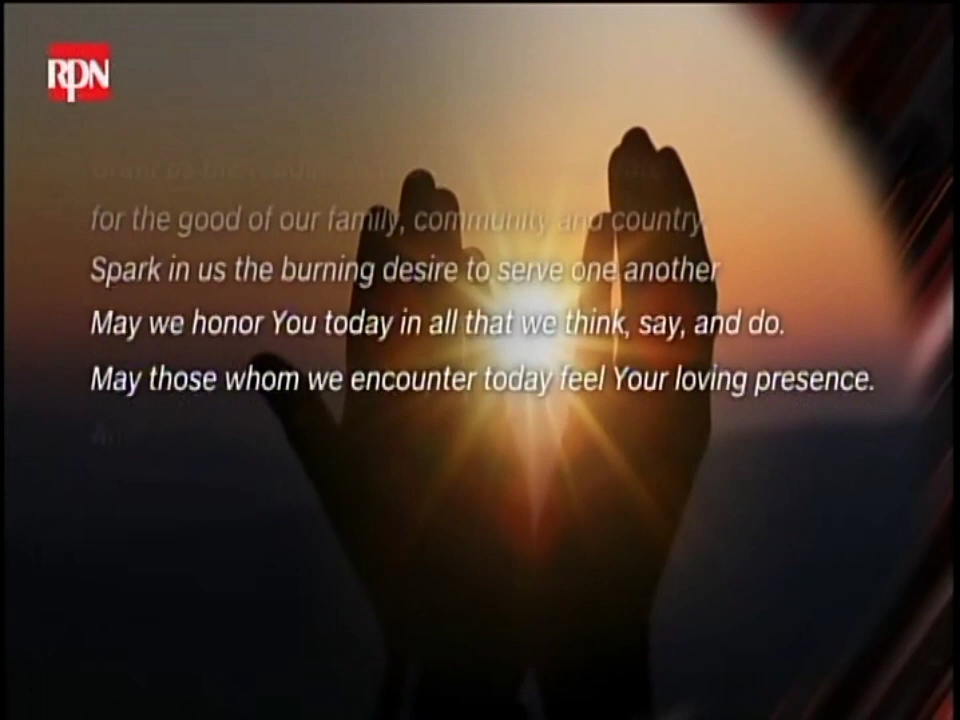 RPN
for the good of our family, community and country.
Spark in us the burning desire to serve one another
May we honor You today in all that we think, say, and do.
May those whom we encounter today feel Your loving presence.